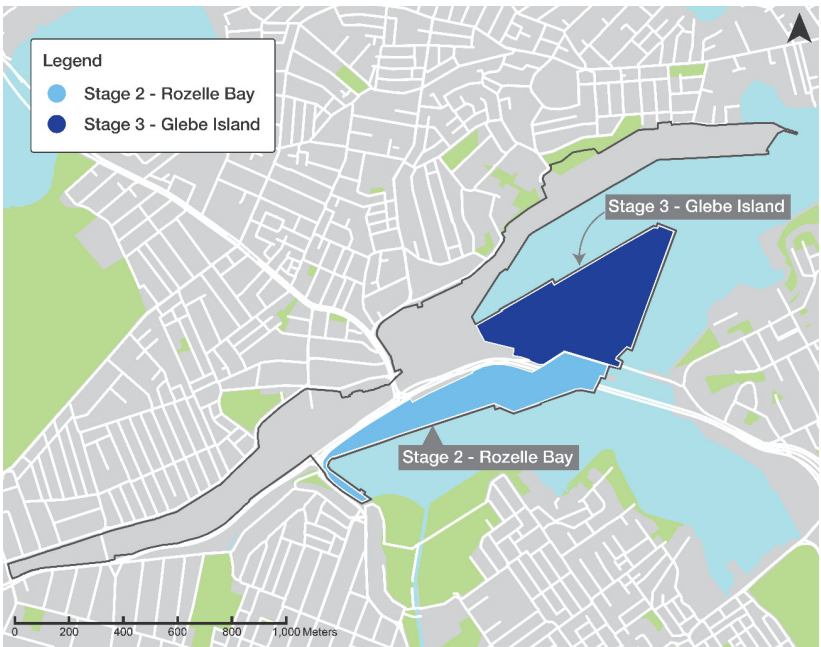 Legend
Stage 2 - Rozelle Bay
Stage 3 - Glebe Island
Stage 3 - Glebe Island
Stage 2 - Rozelle Bay
0 200 400 600 800 1,000 Meters